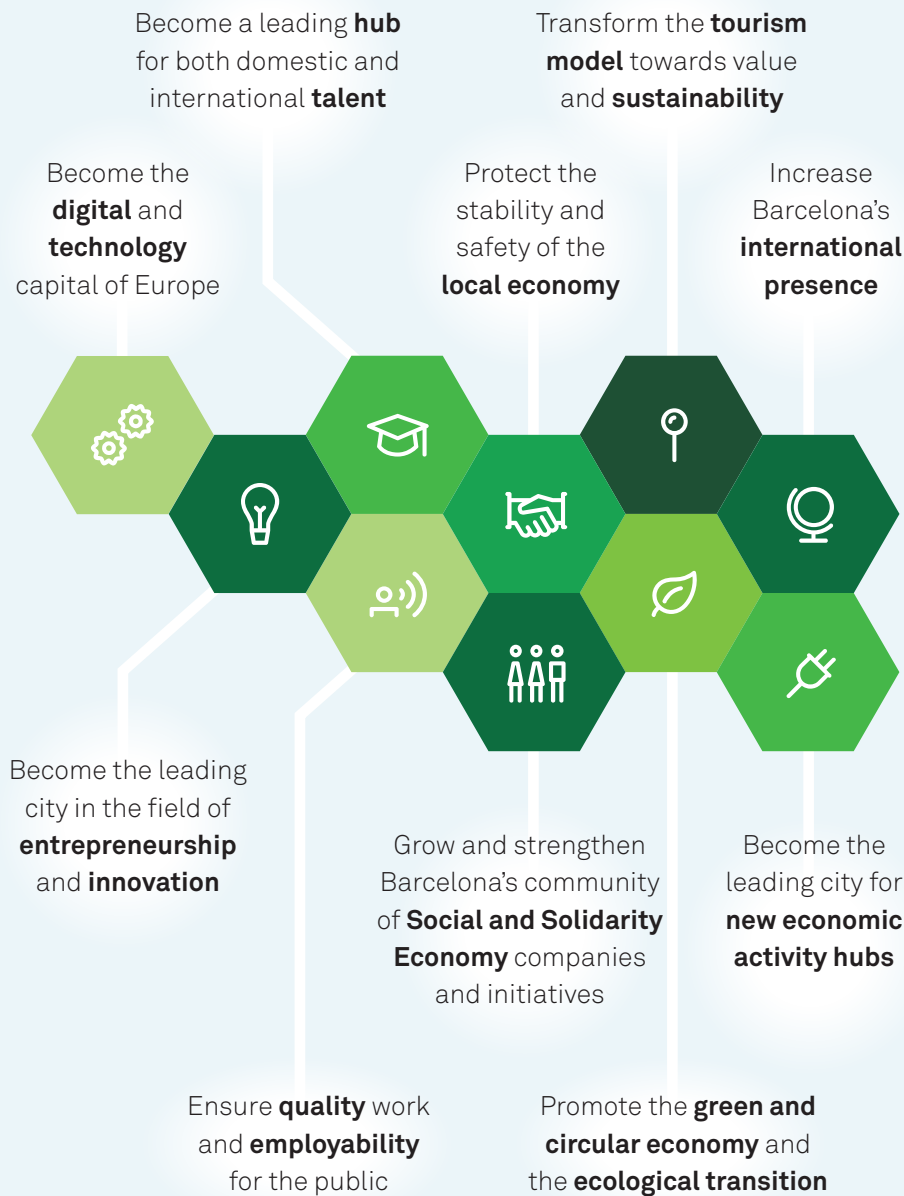 Become a leading hub
for both domestic and
international talent
Transform the tourism
model towards value
and sustainability
Become the
digital and
technology
capital of Europe
Protect the
stability and
safety of the
local economy
Increase
Barcelona's
international
presence
Become the leading
city in the field of
entrepreneurship
and innovation
Grow and strengthen
Barcelona's community
of Social and Solidarity
Economy companies
and initiatives
Become the
leading city for
new economic
activity hubs
Ensure quality work
and employability
for the public
Promote the green and
circular economy and
the ecological transition